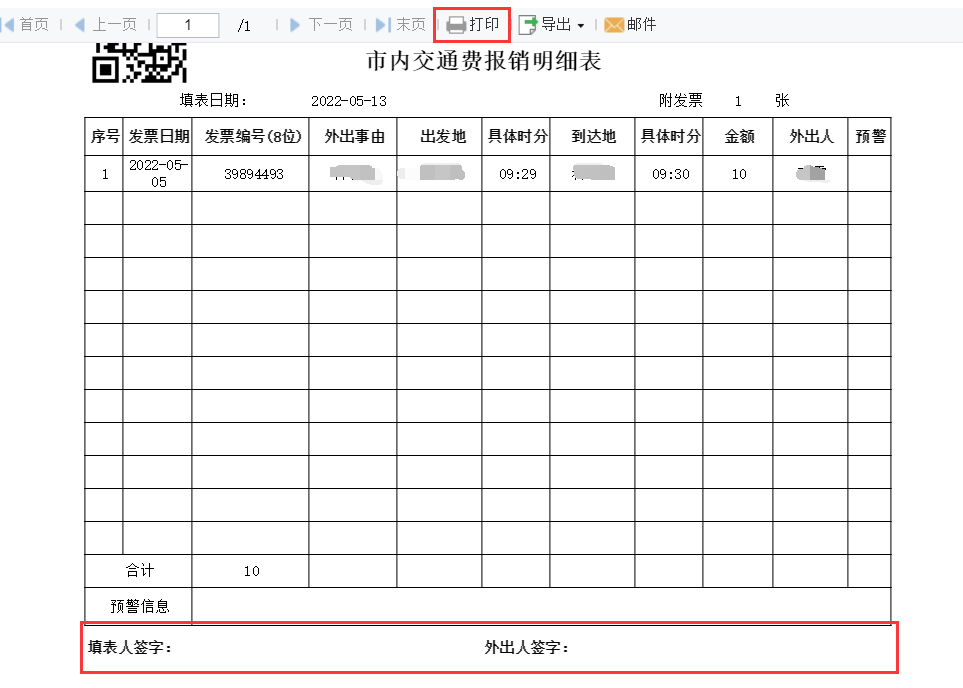 首页 上一页 1 /1 下一页 末页 打印 导出 邮件
市内交通费报销明细表
填表日期： 2022-05-13 附发票 1 张
序号 发票日期 发票编号(8位) 外出事由 出发地 具体时分 到达地 具体时分 金额 外出人 预警
1 2022-05-05 39894493 09:29 09:30 10
合计 10
预警信息
填表人签字： 外出人签字：